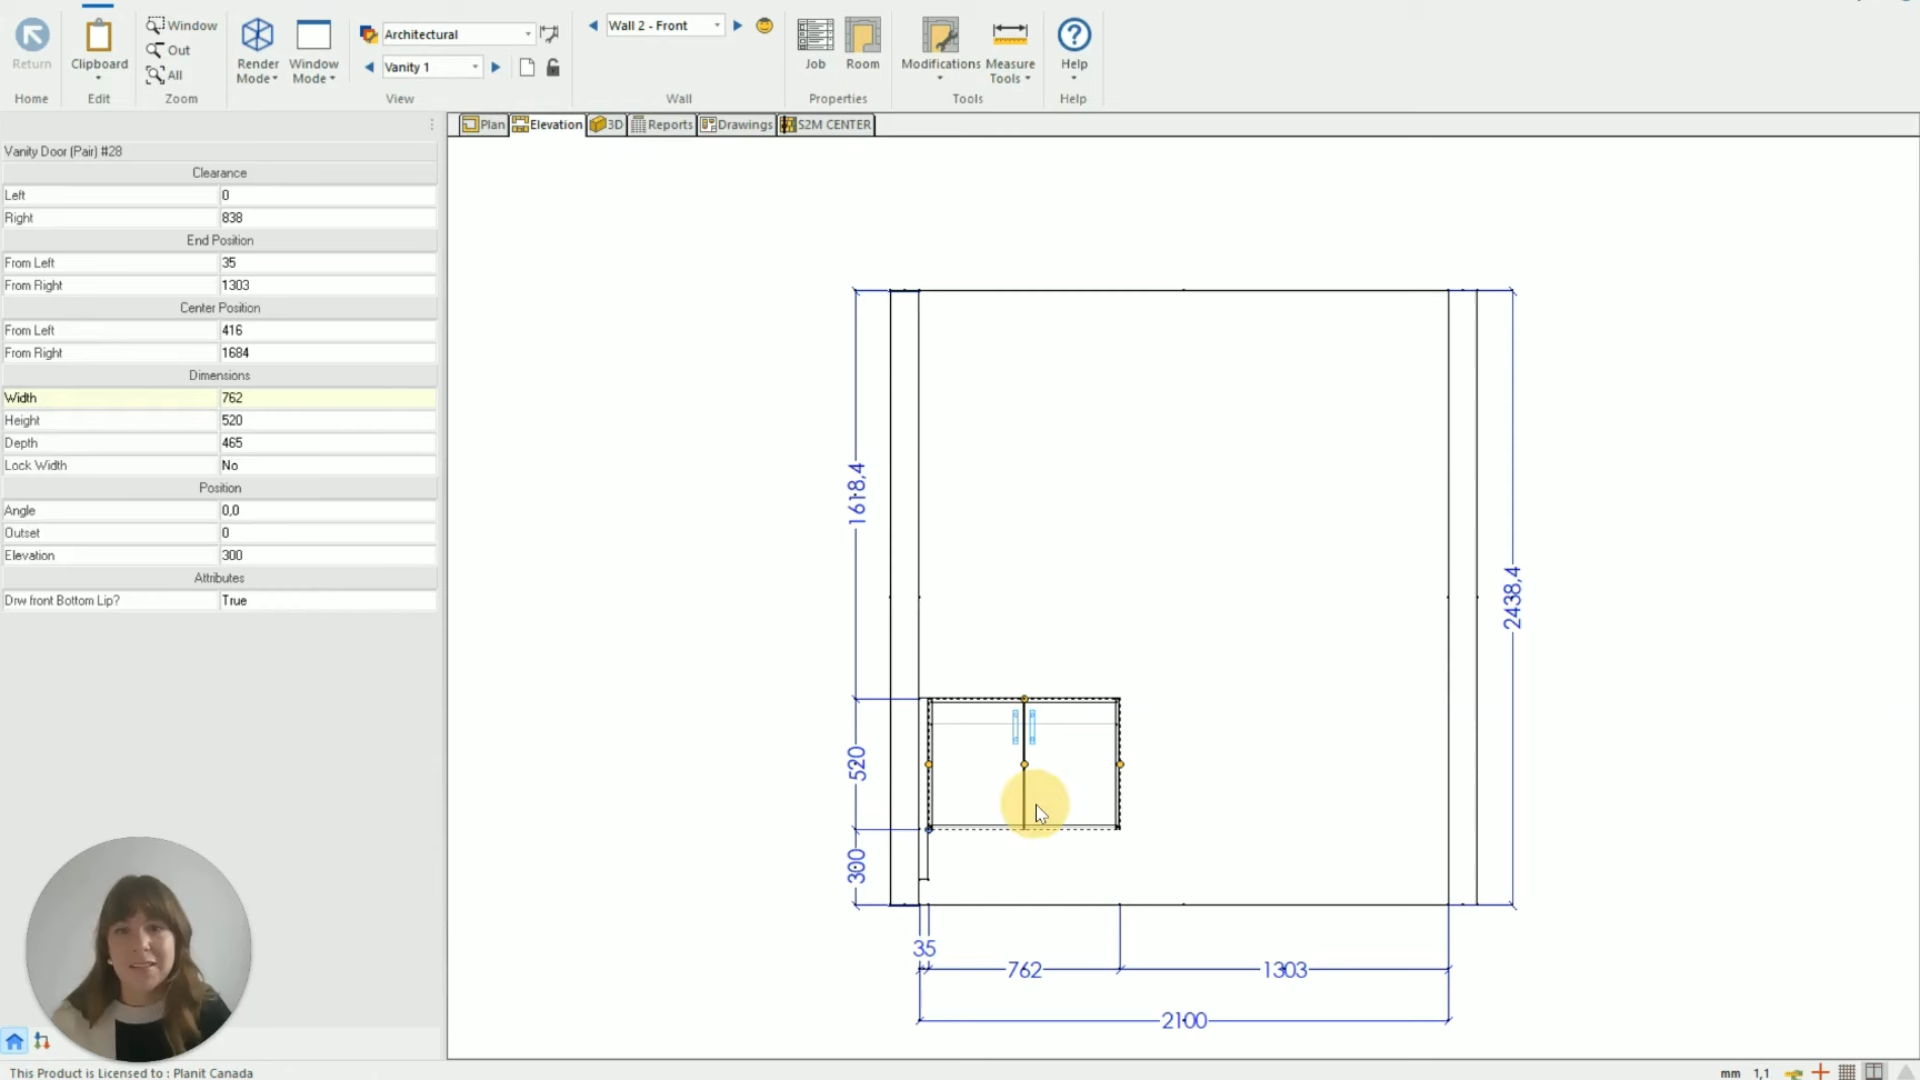 Return
Home
Clipboard
Edit
Window
Out
All
Zoom
Render
Mode
Window
Mode
Architectural
Vanity 1
View
Wall 2 - Front
Wall
Job
Room
Properties
Modifications
Measure
Tools
Tools
Help
Help
Plan
Elevation
3D
Reports
Drawings
S2M CENTER
Vanity Door (Pair) #28
Clearance
Left 0
Right 838
End Position
From Left 35
From Right 1303
Center Position
From Left 416
From Right 1684
Dimensions
Width 762
Height 520
Depth 465
Lock Width No
Position
Angle 0,0
Outset 0
Elevation 300
Attributes
Drw front Bottom Lip? True
1618,4
2438,4
520
300
35
762
1303
2100
This Product is Licensed to : Planit Canada
mm 1,1